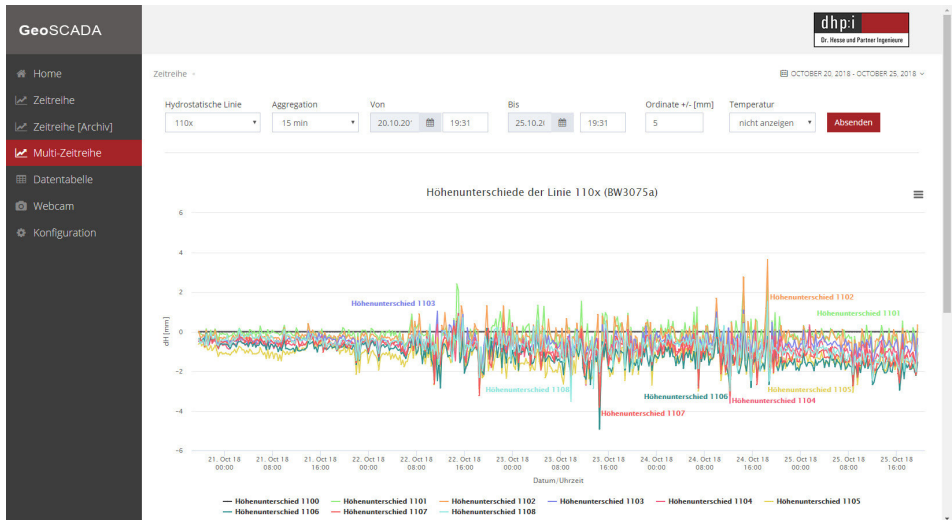 GeoSCADA
dhp:i
Dr. Hesse und Partner Ingenieure
Home
Zeitreihe
Zeitreihe [Archiv]
Multi-Zeitreihe
Datentabelle
Webcam
Konfiguration
Zeitreihe
OCTOBER 20, 2018 - OCTOBER 25, 2018
Hydrostatische Linie Aggregation Von Bis Ordinate +/- [mm] Temperatur
110x 15 min 20.10.20 19:31 25.10.2 19:31 5 nicht anzeigen Absenden
Höhenunterschiede der Linie 110x (BW3075a)
6
4
2
0
-2
-4
-6
dH [mm]
Höhenunterschied 1102
Höhenunterschied 1103
Höhenunterschied 1101
Höhenunterschied 1108
Höhenunterschied 1105
Höhenunterschied 1106
Höhenunterschied 1104
Höhenunterschied 1107
21. Oct 18 21. Oct 18 21. Oct 18 22. Oct 18 22. Oct 18 22. Oct 18 23. Oct 18 23. Oct 18 23. Oct 18 24. Oct 18 24. Oct 18 24. Oct 18 25. Oct 18 25. Oct 18 25. Oct 18
00:00 08:00 16:00 00:00 08:00 16:00 00:00 08:00 16:00 00:00 08:00 16:00 00:00 08:00 16:00
Datum/Uhrzeit
Höhenunterschied 1100 Höhenunterschied 1101 Höhenunterschied 1102 Höhenunterschied 1103 Höhenunterschied 1104 Höhenunterschied 1105
Höhenunterschied 1106 Höhenunterschied 1107 Höhenunterschied 1108